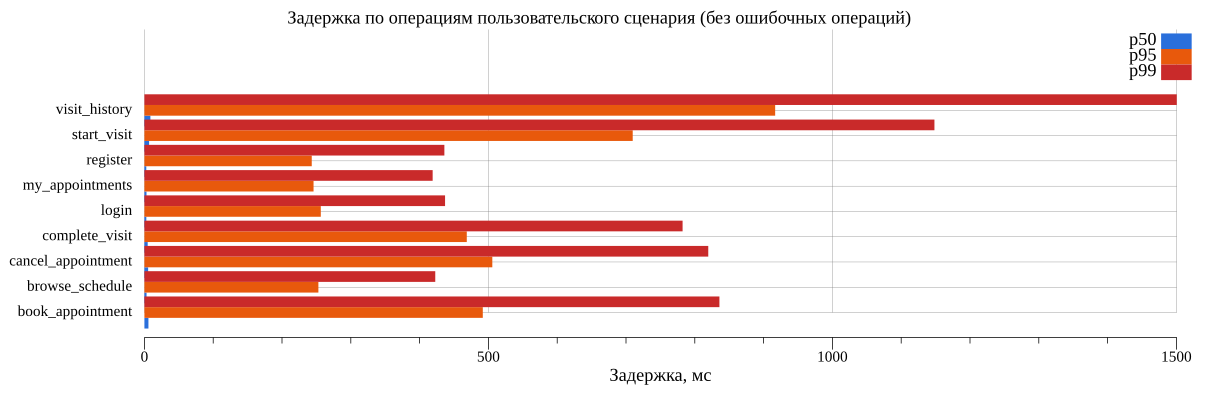 Задержка по операциям пользовательского сценария (без ошибочных операций)
p50
p95
p99
visit_history
start_visit
register
my_appointments
login
complete_visit
cancel_appointment
browse_schedule
book_appointment
0 500 1000 1500
Задержка, мс